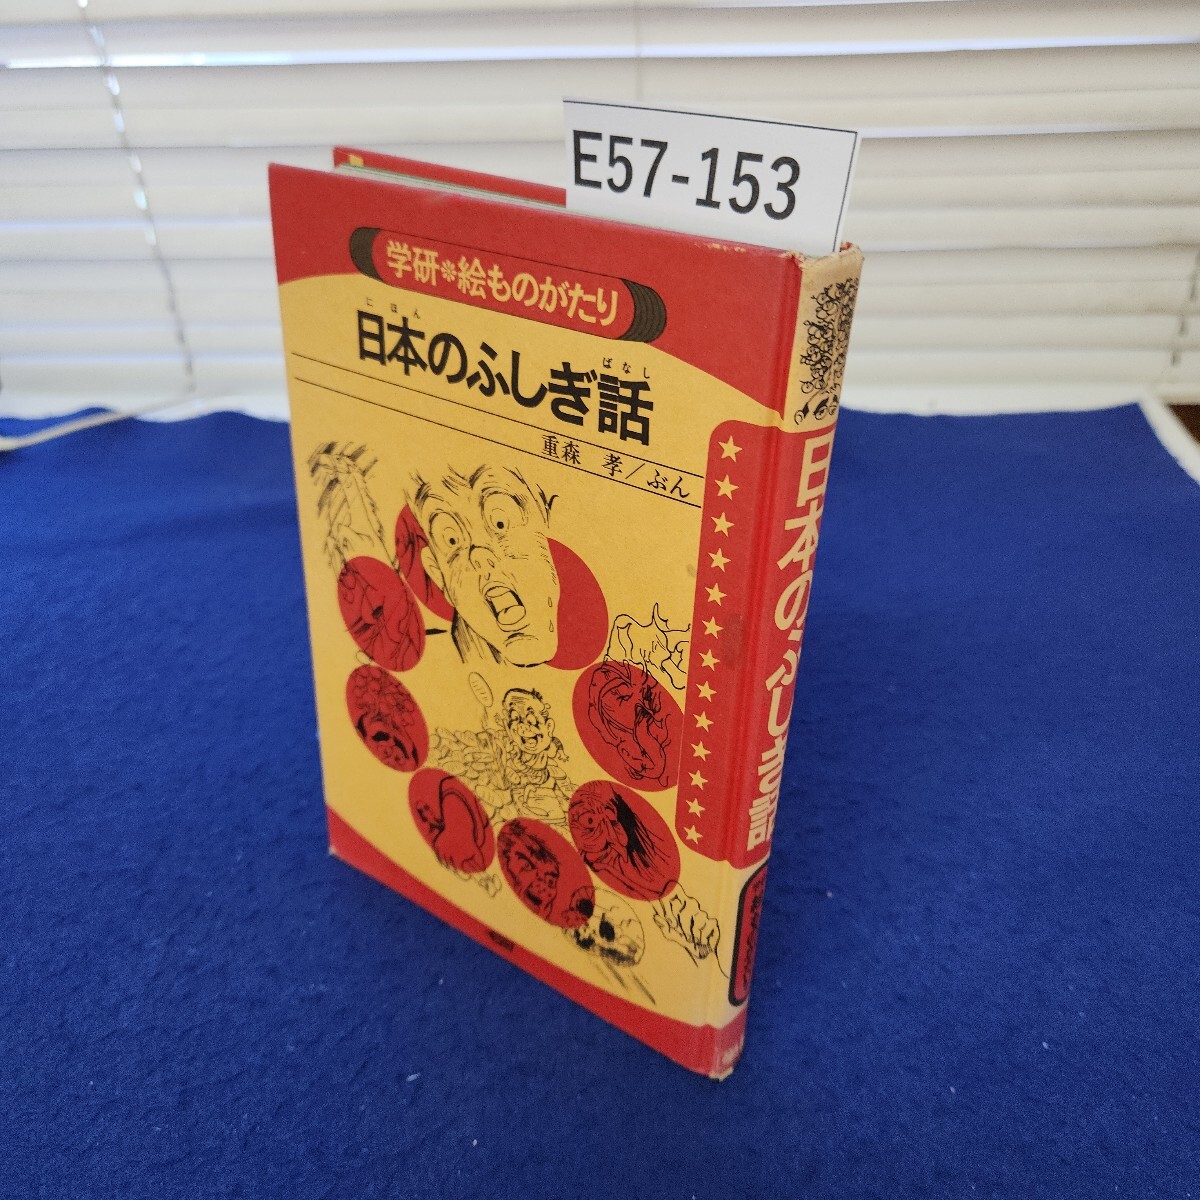 E57-153
学研＊絵ものがたり
にほん
ばなし
日本のふしぎ話
重森 孝/ぶん
日本のふしぎ話